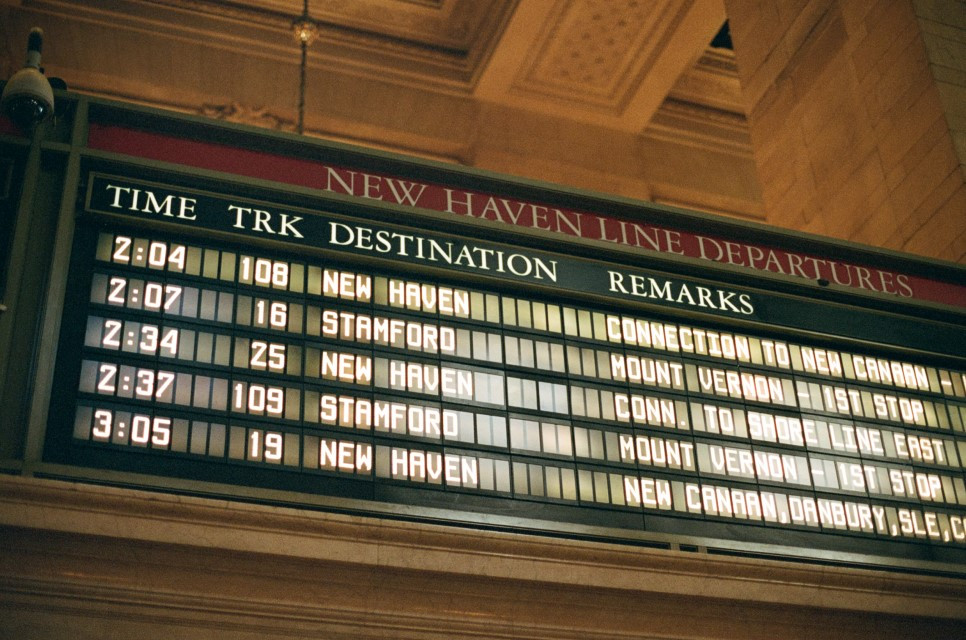 NEW HAVEN LINE DEPARTURES
TIME TRK DESTINATION REMARKS
2:04 108 NEW HAVEN CONNECTION TO NEW CANAAN -
2:07 16 STAMFORD MOUNT VERNON - 1ST STOP
2:34 25 NEW HAVEN CONN. TO SHORE LINE EAST
2:37 109 STAMFORD MOUNT VERNON - 1ST STOP
3:05 19 NEW HAVEN NEW CANAAN,DANBURY,SLE,